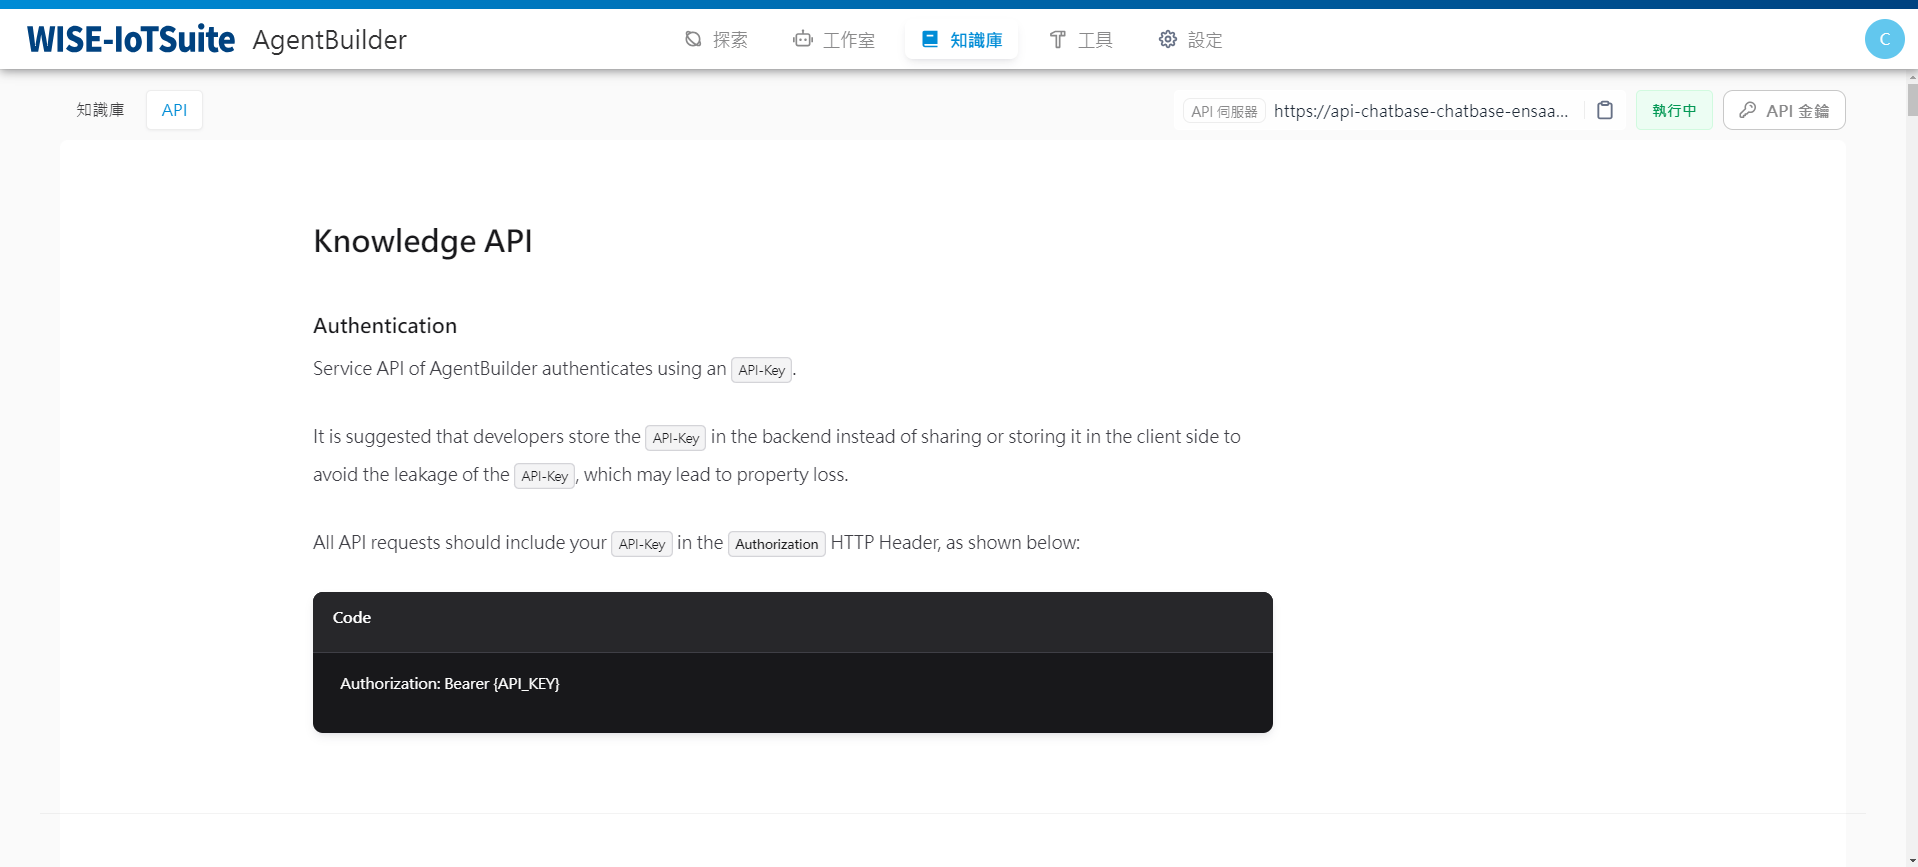 WISE-IoTSuite AgentBuilder 探索 工作室 知識庫 工具 設定 C
知識庫 API API 伺服器 https://api-chatbase-chatbase-ensaa... 執行中 API 金鑰
Knowledge API
Authentication
Service API of AgentBuilder authenticates using an API-Key.
It is suggested that developers store the API-Key in the backend instead of sharing or storing it in the client side to
avoid the leakage of the API-Key, which may lead to property loss.
All API requests should include your API-Key in the Authorization HTTP Header, as shown below:
Code
Authorization: Bearer {API_KEY}